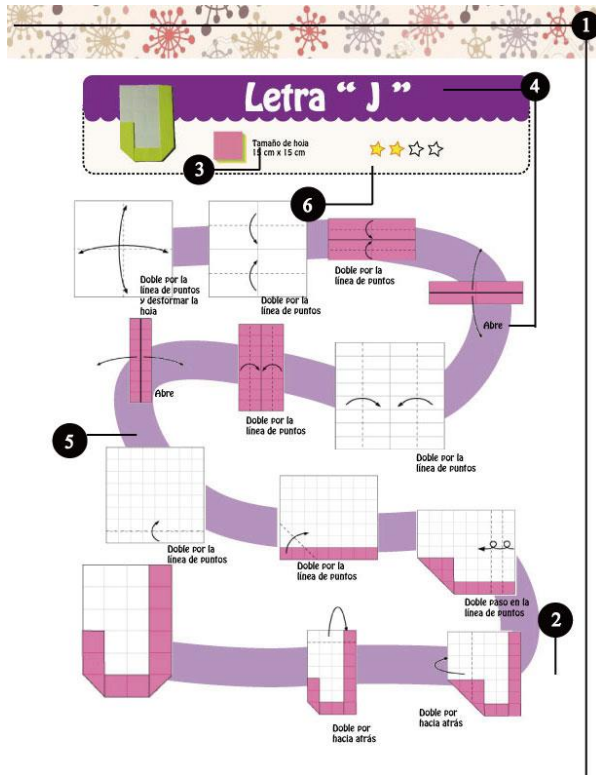 1
Letra “ J ”
4
Tamaño de hoja
15 cm x 15 cm
3
6
Doble por la
línea de puntos
y desformar la
hoja
Doble por la
línea de puntos
Doble por la
línea de puntos
Abre
Abre
Doble por la
línea de puntos
Doble por la
línea de puntos
5
Doble por la
línea de puntos
Doble por la
línea de puntos
Doble paso en la
línea de puntos
2
Doble por
hacia atrás
Doble por
hacia atrás